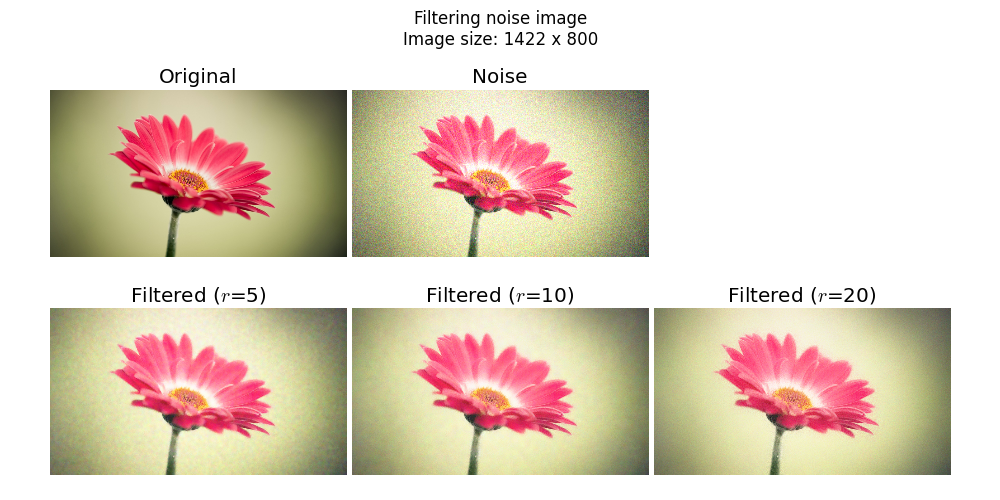 Filtering noise image
Image size: 1422 x 800
Original
Noise
Filtered (r=5)
Filtered (r=10)
Filtered (r=20)